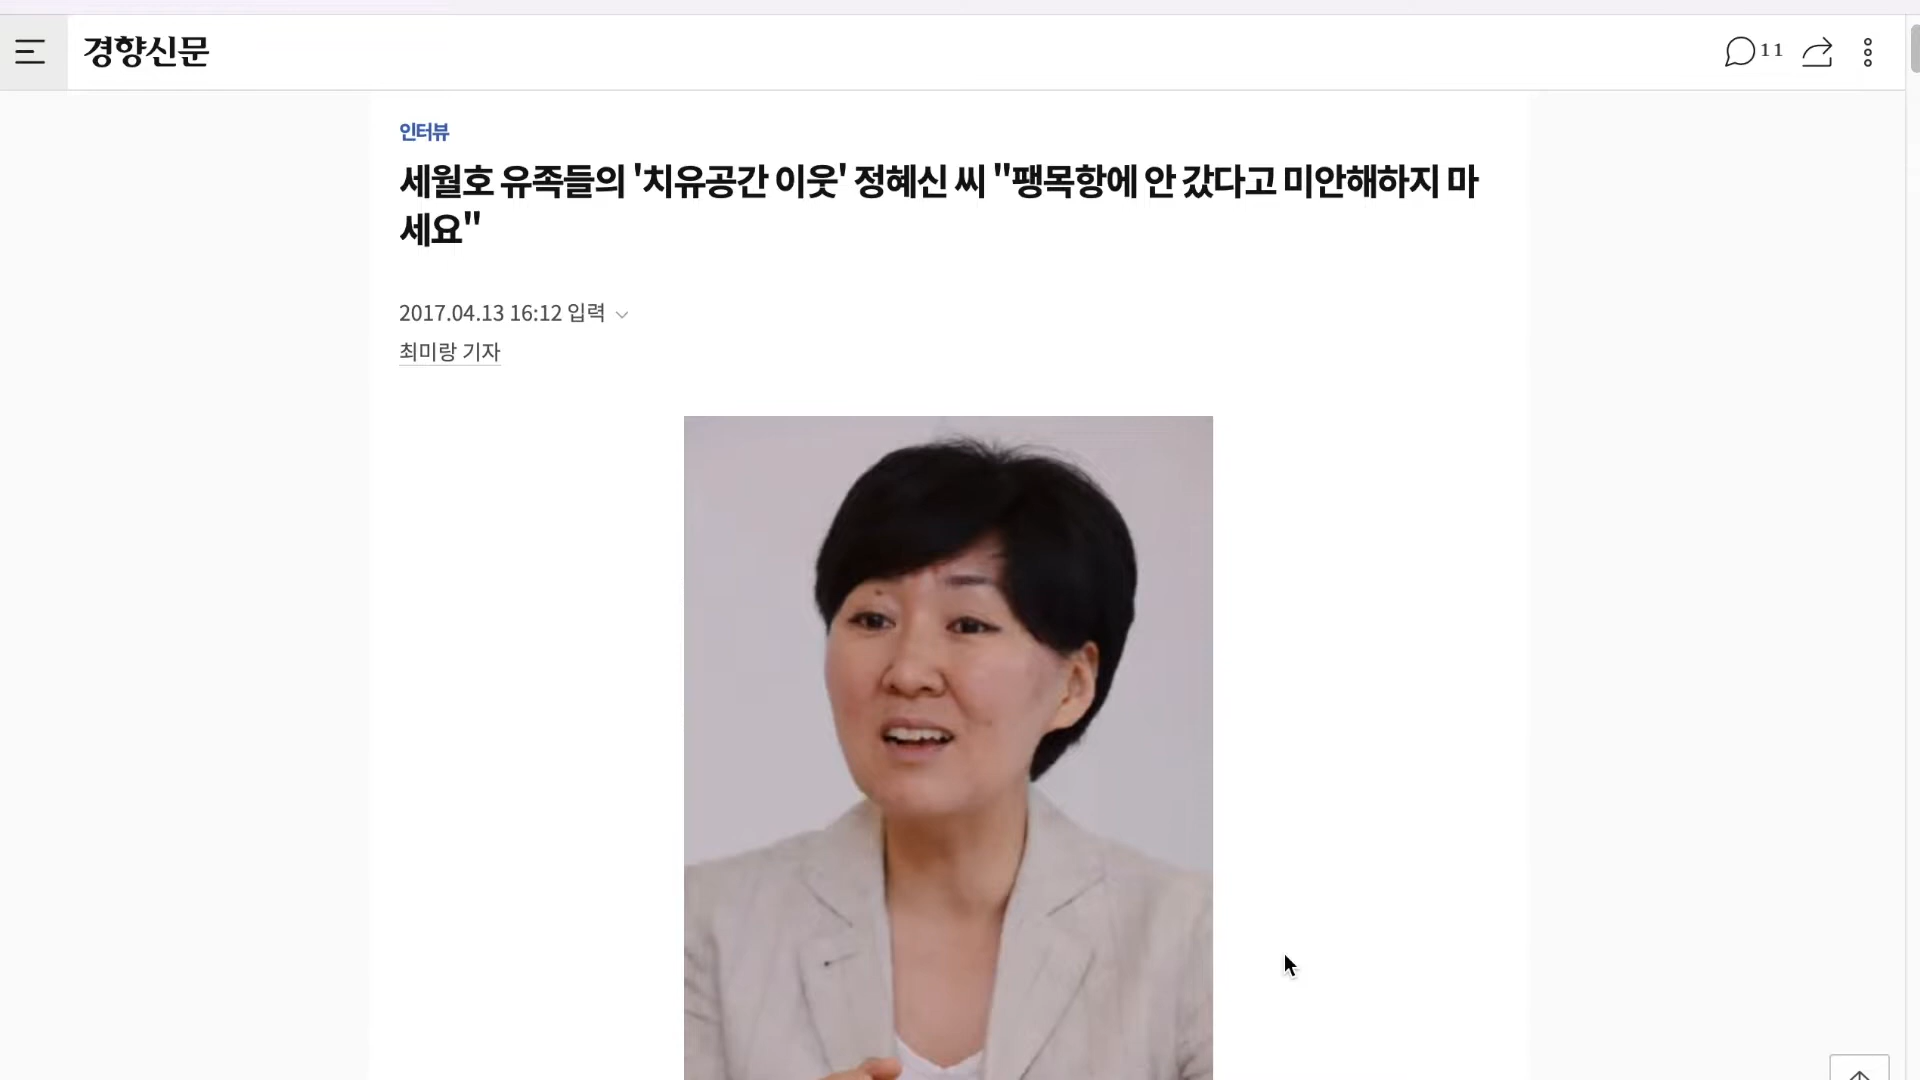 경향신문
11
인터뷰
세월호 유족들의 '치유공간 이웃' 정혜신 씨 "팽목항에 안 갔다고 미안해하지 마
세요"
2017.04.13 16:12 입력
최미랑 기자